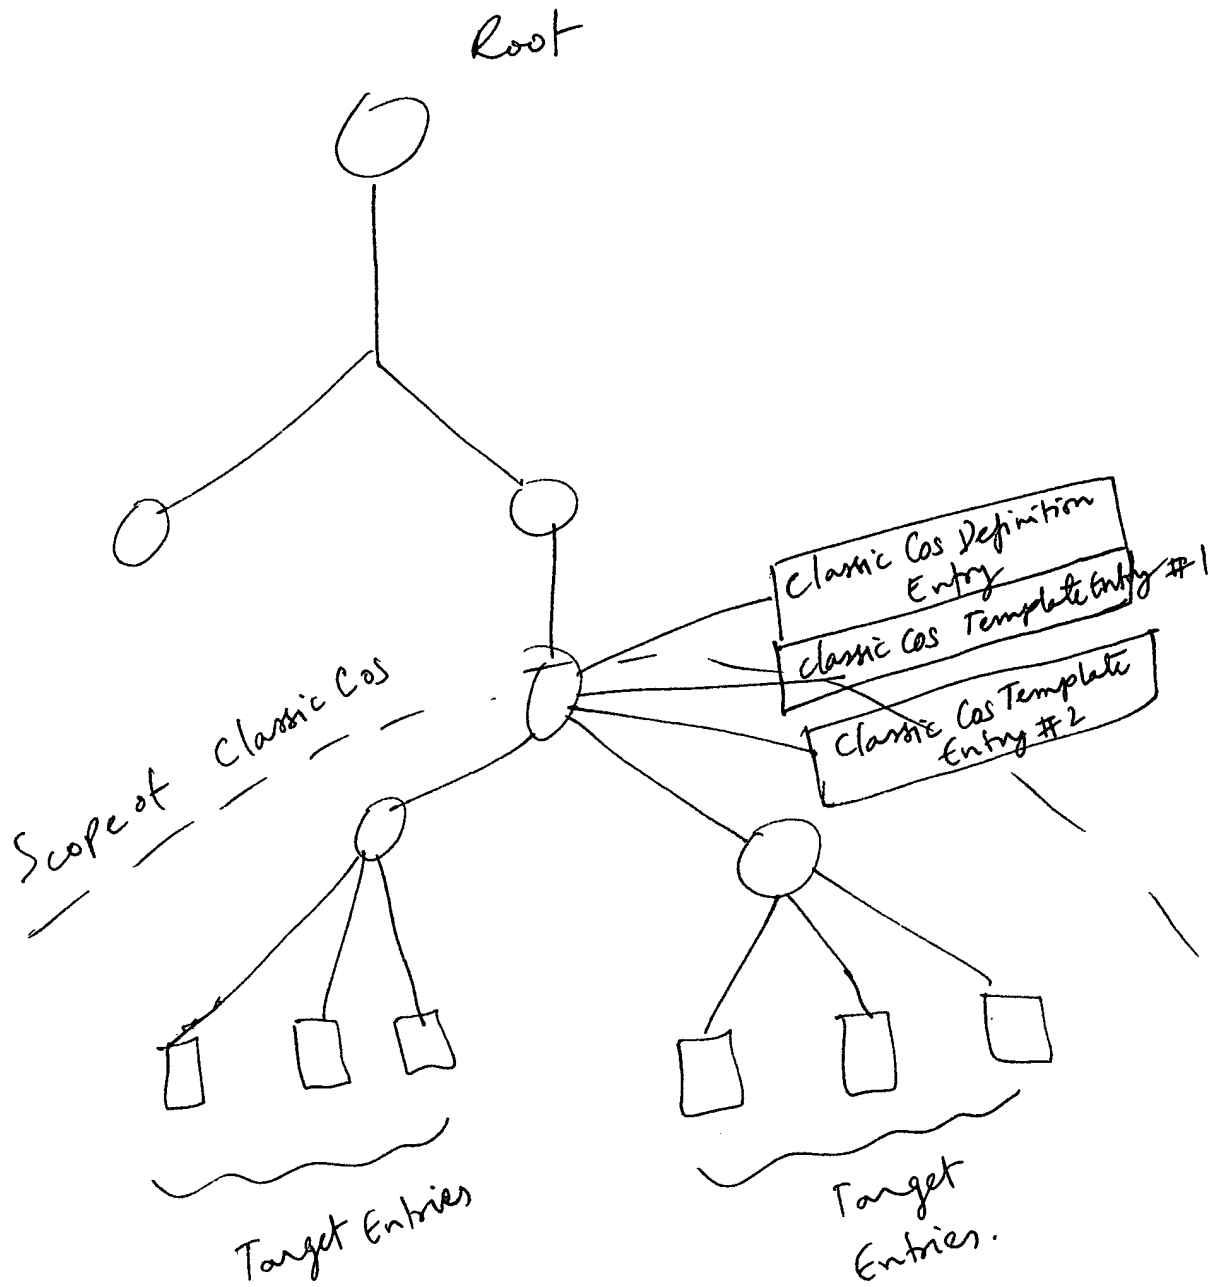 Root
Classic Cos Definition
Entry
Classic Cos Template Entry #1
Classic Cos Template
Entry #2
Scope of Classic Cos
Target Entries
Target
Entries.